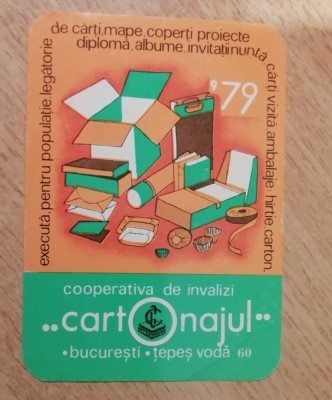 execută pentru populație, legătorie
de cărți, mape, coperți proiecte
diplomă, albume, invitații nuntă
cărți vizită, ambalaje: hîrtie carton.
'79
cooperativa de invalizi
„cartOnajul"
• bucurești • țepeș vodă 60